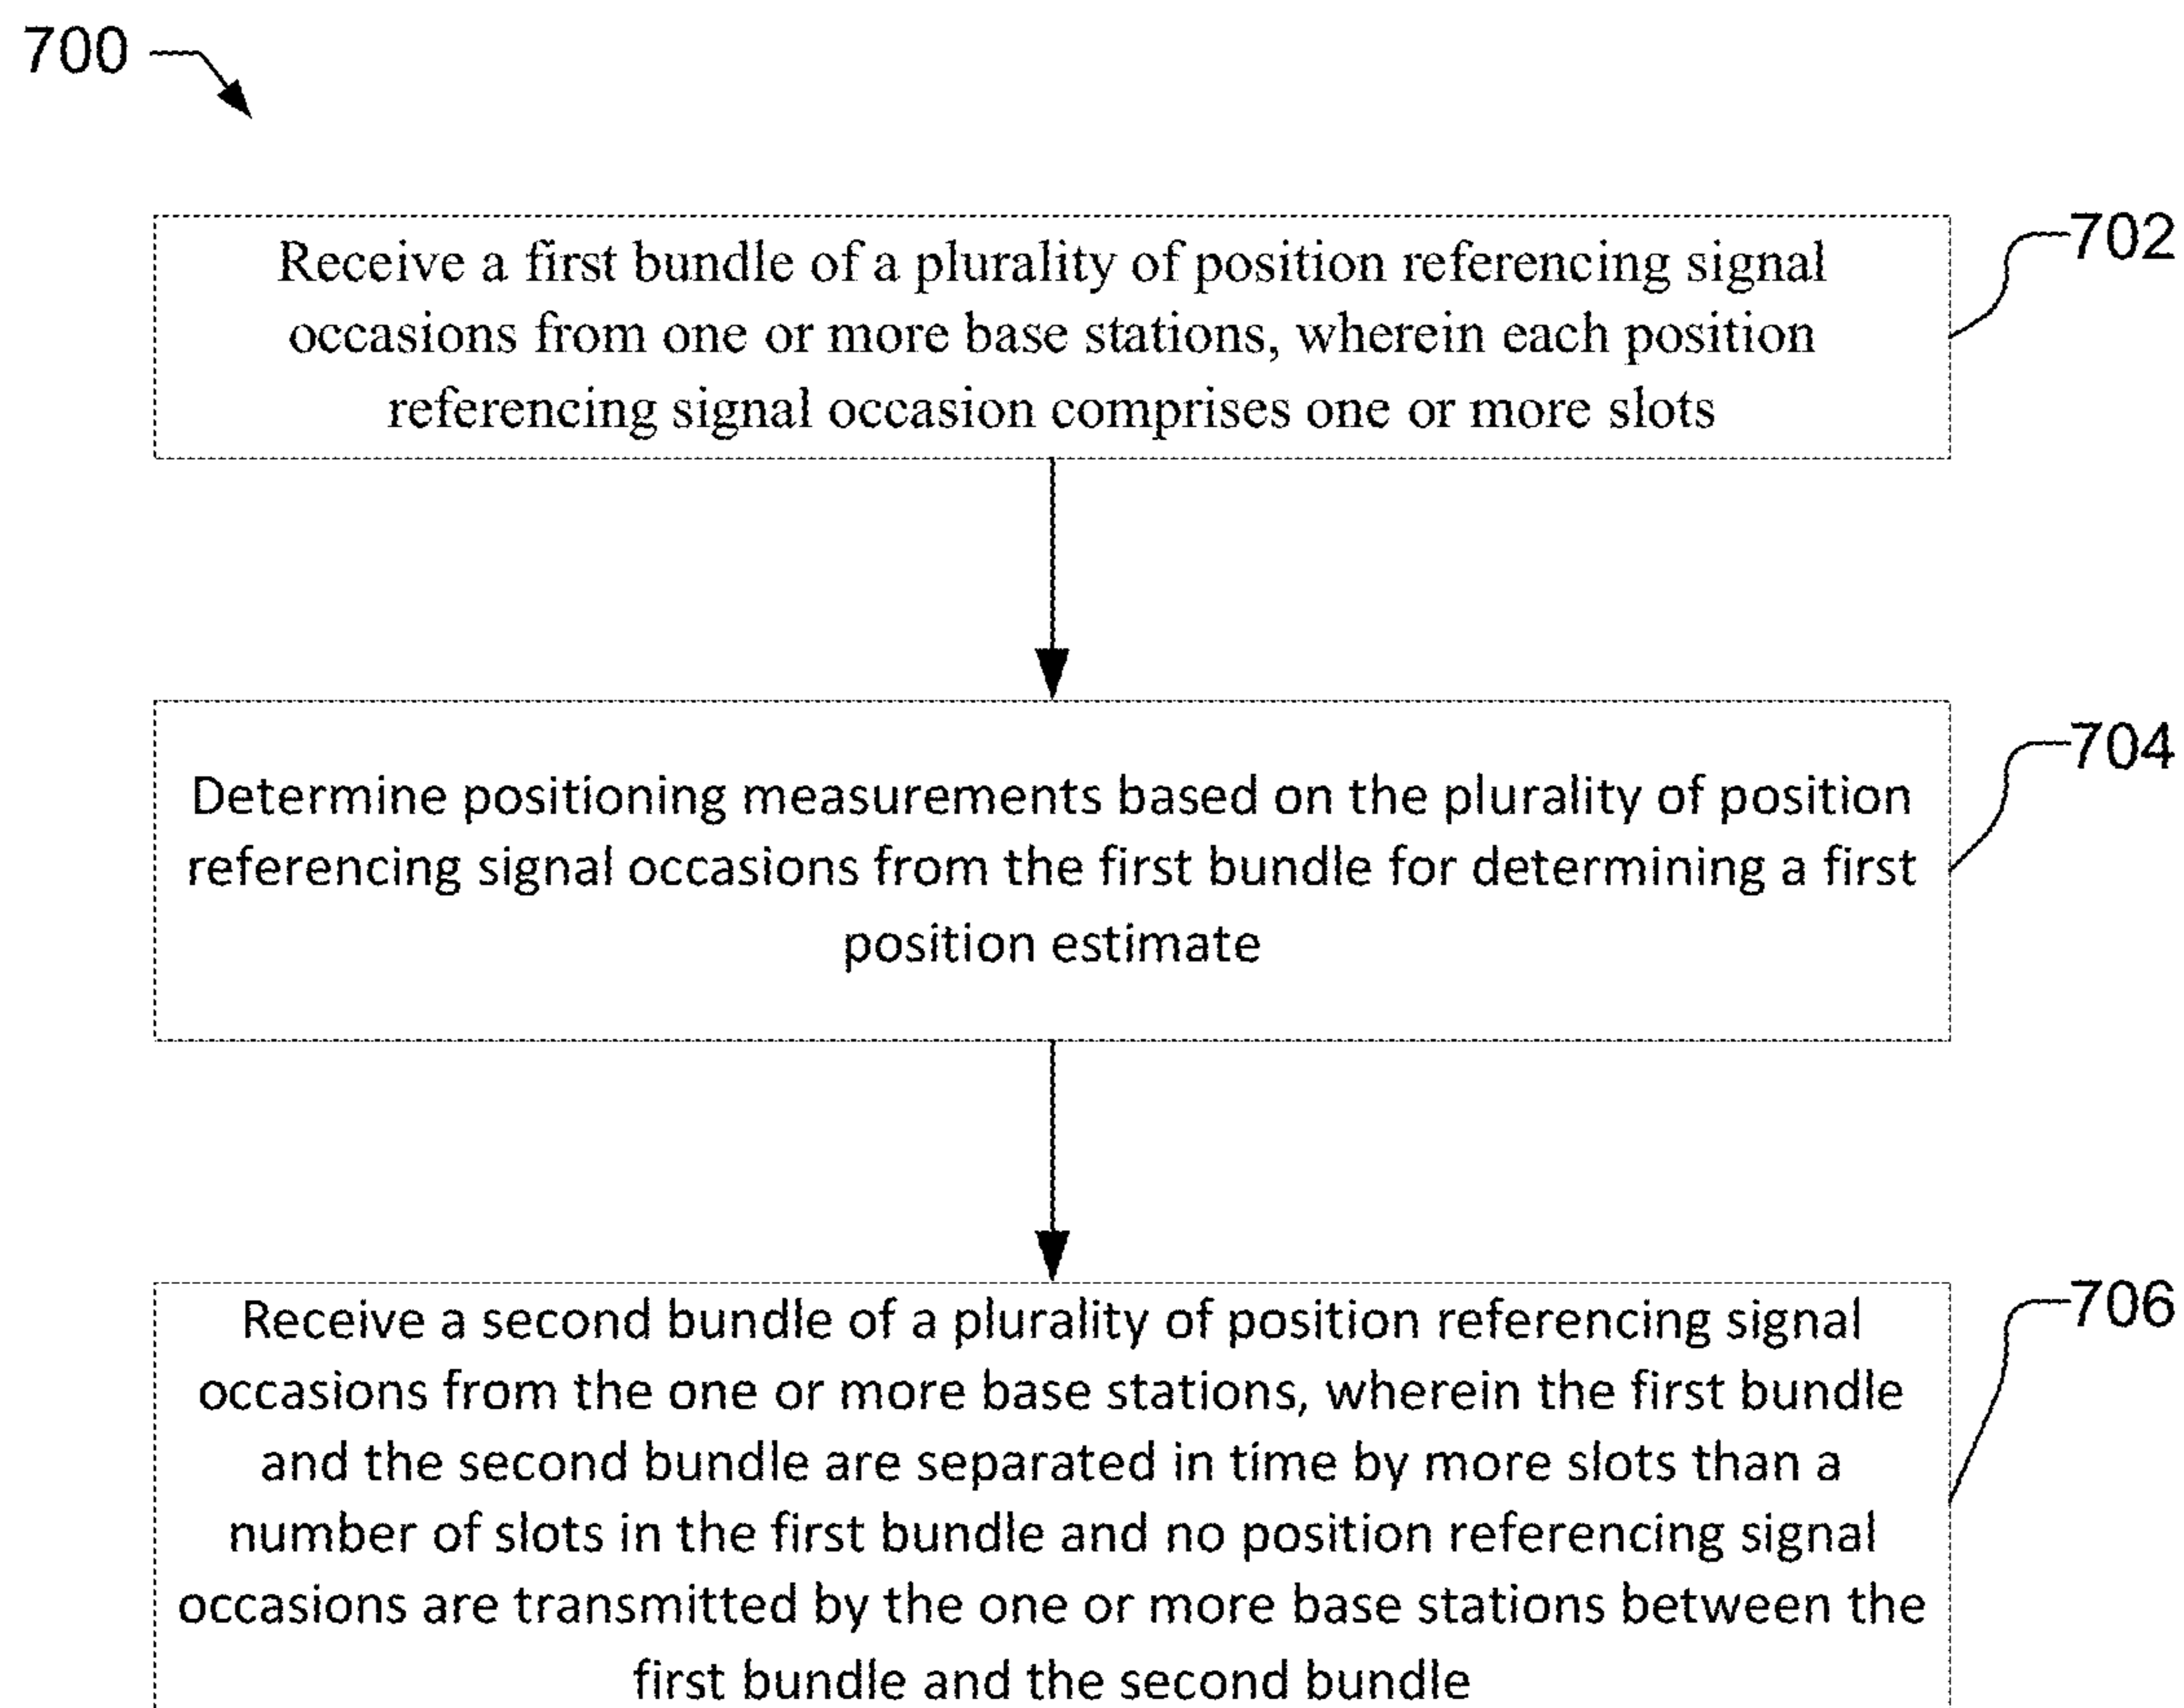 700
Receive a first bundle of a plurality of position referencing signal
occasions from one or more base stations, wherein each position
referencing signal occasion comprises one or more slots
702
Determine positioning measurements based on the plurality of position
referencing signal occasions from the first bundle for determining a first
position estimate
704
Receive a second bundle of a plurality of position referencing signal
occasions from the one or more base stations, wherein the first bundle
and the second bundle are separated in time by more slots than a
number of slots in the first bundle and no position referencing signal
occasions are transmitted by the one or more base stations between the
first bundle and the second bundle
706